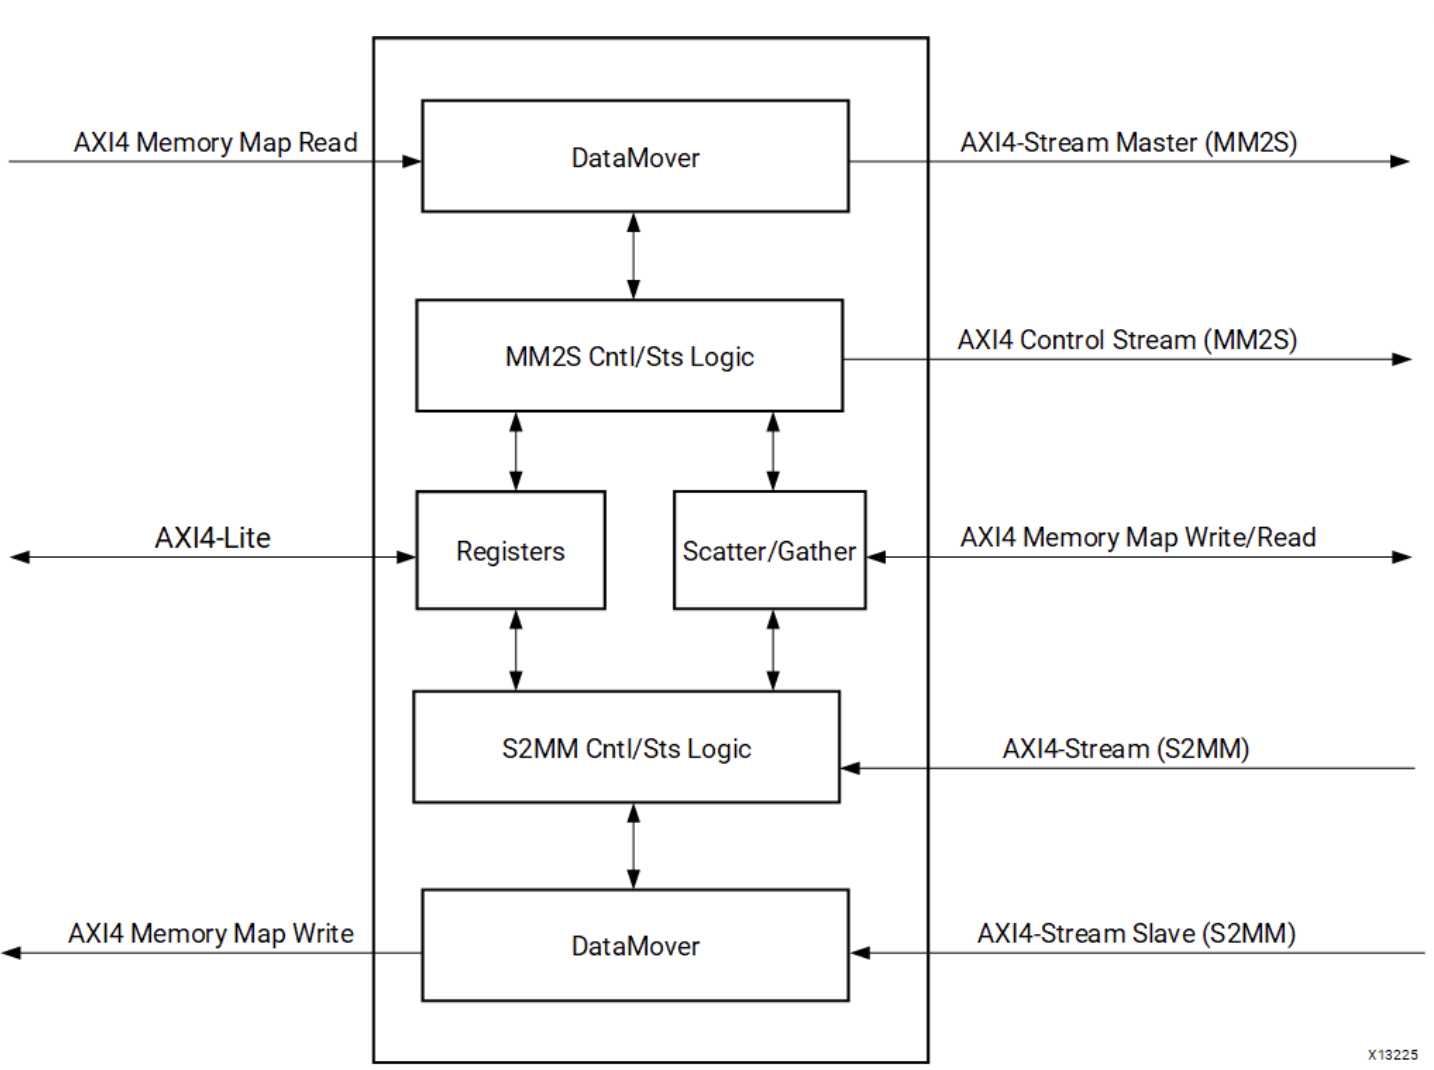 AXI4 Memory Map Read
DataMover
AXI4-Stream Master (MM2S)
MM2S Cntl/Sts Logic
AXI4 Control Stream (MM2S)
AXI4-Lite
Registers
Scatter/Gather
AXI4 Memory Map Write/Read
S2MM Cntl/Sts Logic
AXI4-Stream (S2MM)
AXI4 Memory Map Write
DataMover
AXI4-Stream Slave (S2MM)
X13225